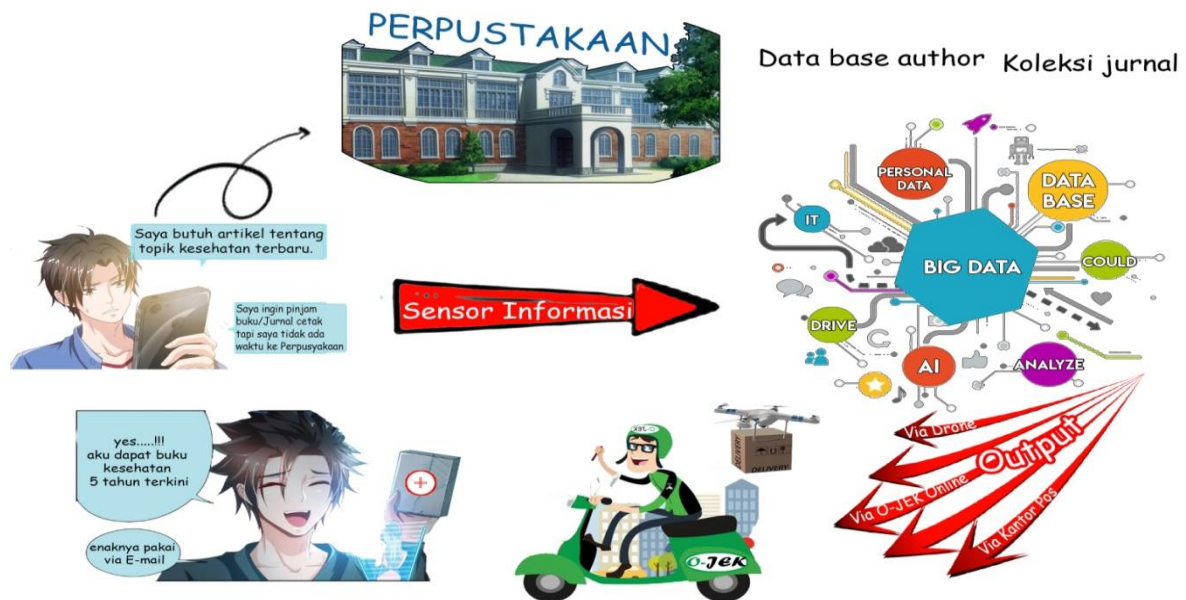 PERPUSTAKAAN
Data base author Koleksi jurnal
Saya butuh artikel tentang
topik kesehatan terbaru.
Saya ingin pinjam
buku/Jurnal cetak
tapi saya tidak ada
waktu ke Perpusyakaan
Sensor Informasi
PERSONAL
DATA
DATA
BASE
IT
BIG DATA
COULD
DRIVE
AI
ANALYZE
yes.....!!!
aku dapat buku
kesehatan
5 tahun terkini
enaknya pakai
via E-mail
O-JEK
DELIVERY
DELIVERY
Via Drone
Output
Via O-JEK Online
Via Kantor Pos